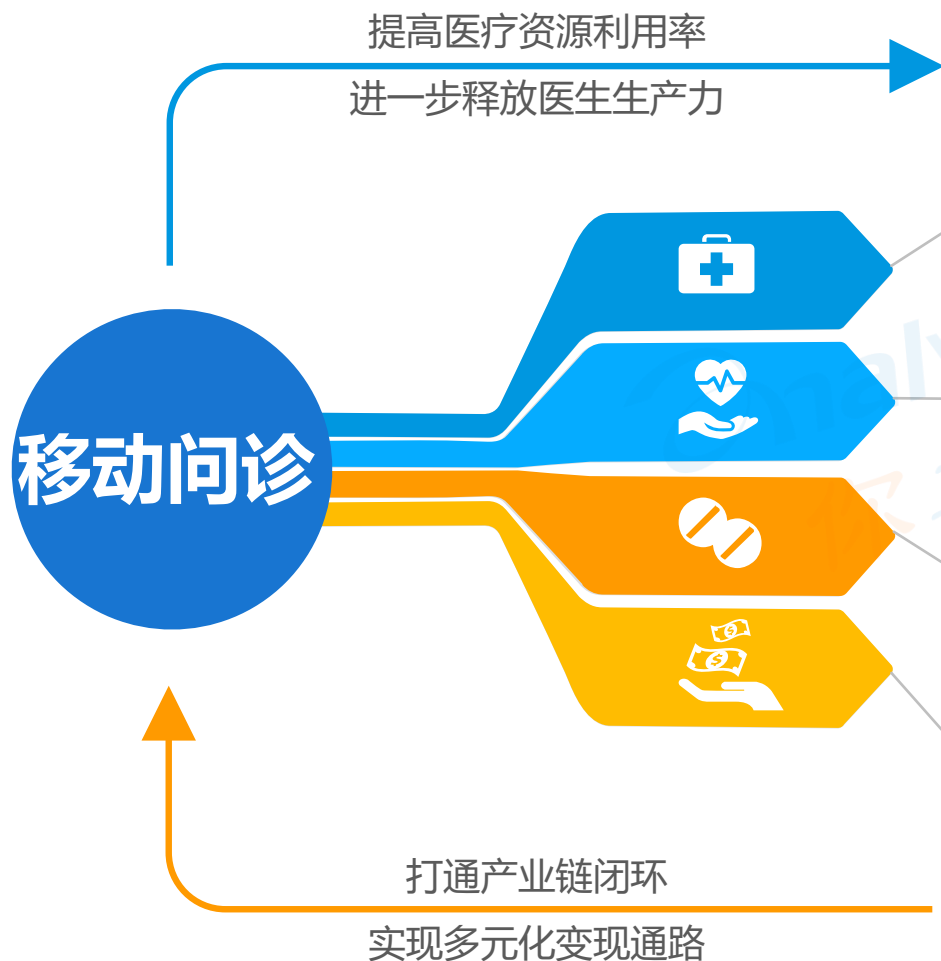 提高医疗资源利用率
进一步释放医生生产力
移动问诊
打通产业链闭环
实现多元化变现通路